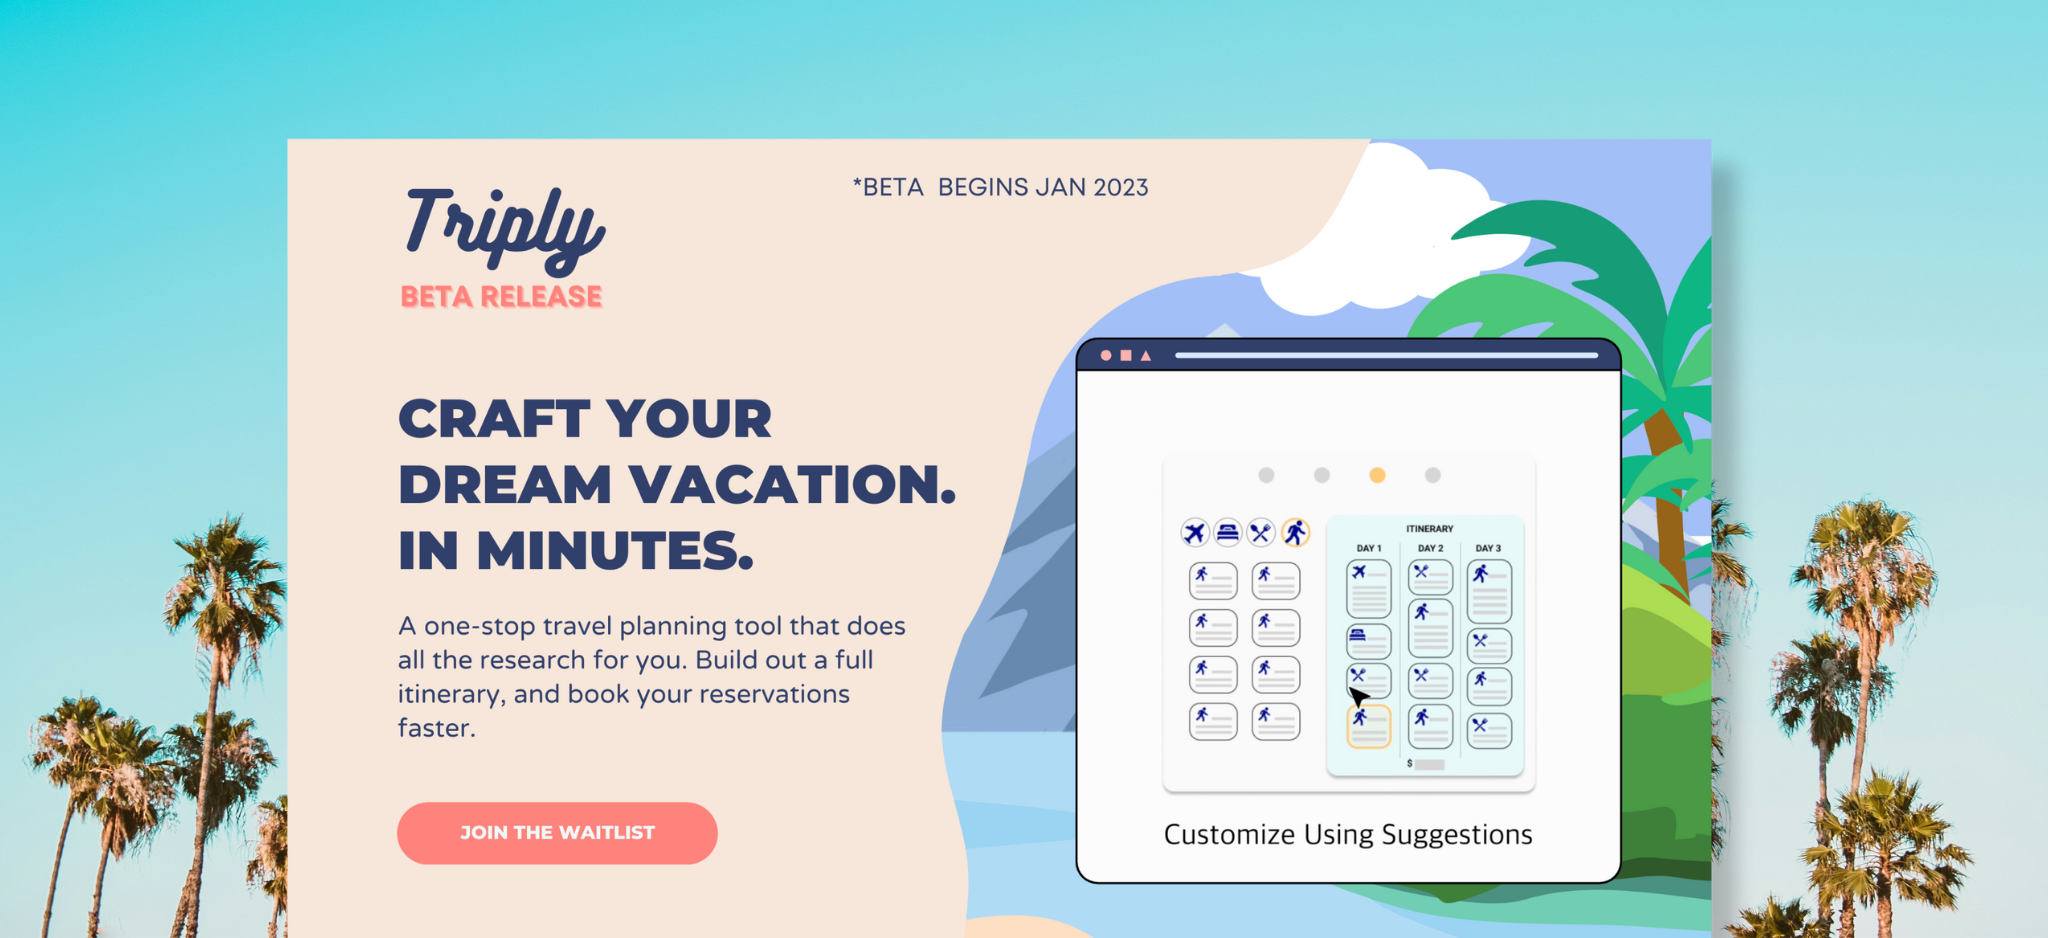 Triply
BETA RELEASE
*BETA BEGINS JAN 2023
CRAFT YOUR
DREAM VACATION.
IN MINUTES.
A one-stop travel planning tool that does
all the research for you. Build out a full
itinerary, and book your reservations
faster.
JOIN THE WAITLIST
ITINERARY
DAY 1
DAY 2
DAY 3
$
Customize Using Suggestions